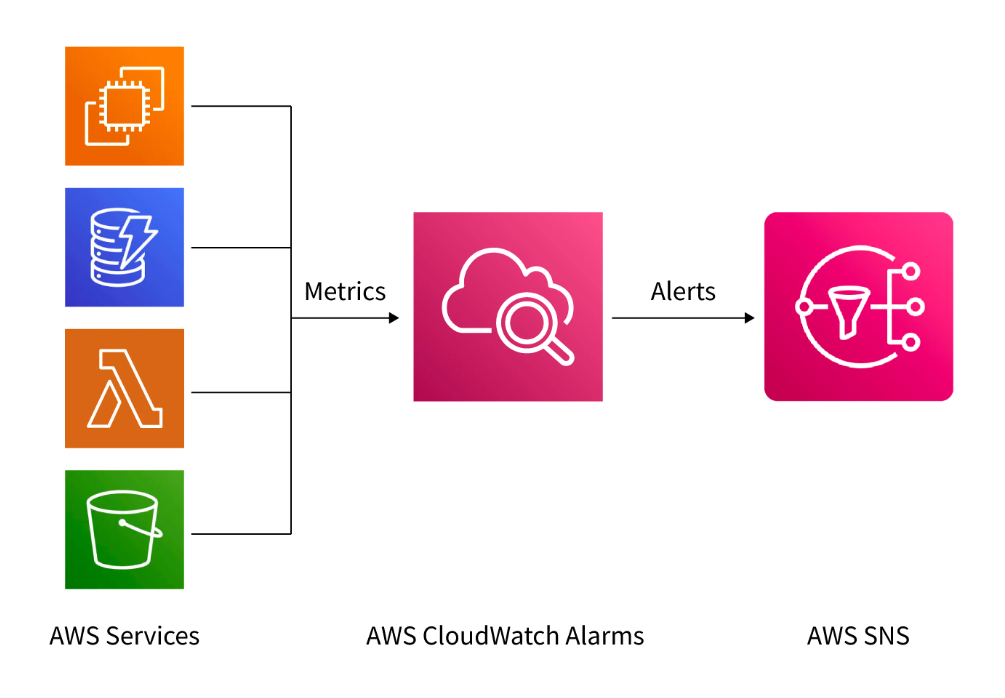 Metrics
Alerts
AWS Services
AWS CloudWatch Alarms
AWS SNS